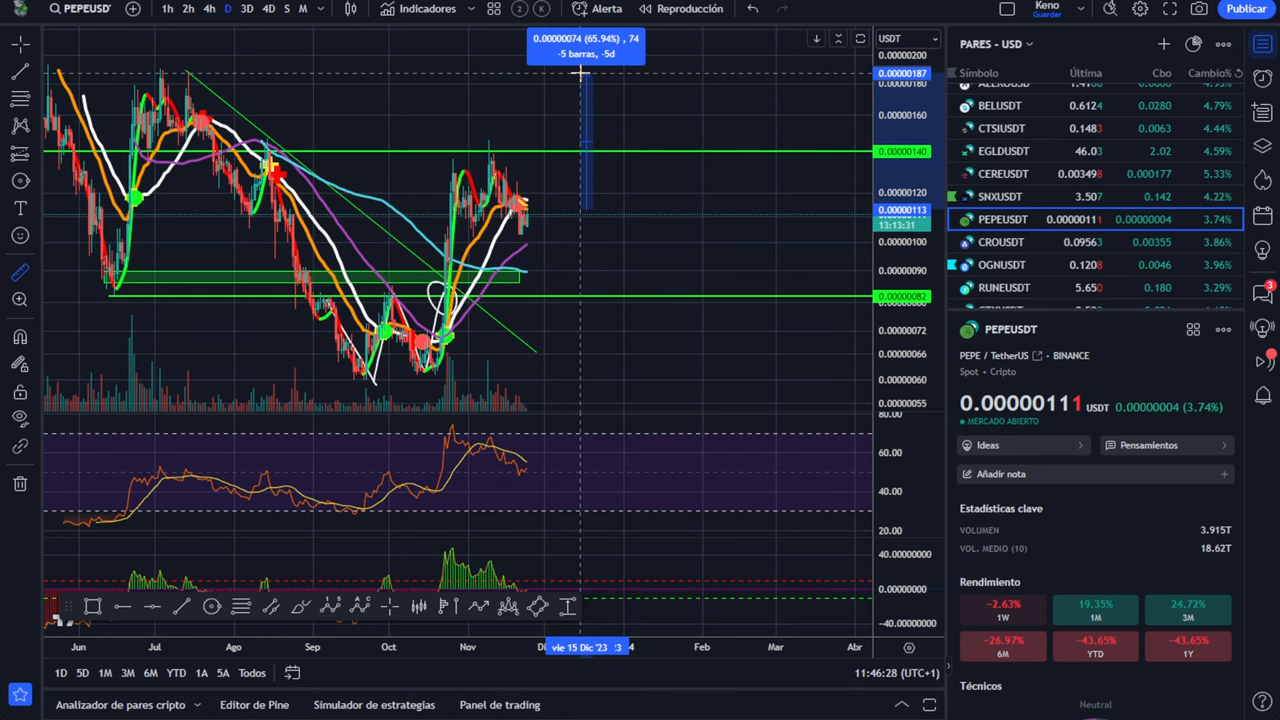 PEPEUSD'
1h 2h 4h D 3D 4D S M
Indicadores
2 K
Alerta
Reproducción
Keno
Guardar
Publicar
0.00000074 (65.94%) , 74
-5 barras, -5d
USDT
0.00000200
0.00000187
0.00000180
0.00000160
0.00000140
0.00000120
0.00000113
13:13:31
0.00000100
0.00000090
0.00000082
0.00000072
0.00000066
0.00000060
0.00000055
80.00
60.00
40.00
20.00
40.00000000
0.00000000
-40.00000000
Jun Jul Ago Sep Oct Nov vie 15 Dic '23 Feb Mar Abr
1D 5D 1M 3M 6M YTD 1A 5A Todos
11:46:28 (UTC+1)
Analizador de pares cripto
Editor de Pine
Simulador de estrategias
Panel de trading
PARES - USD
Símbolo Última Cbo Cambio%
BELUSDT 0.6124 0.0280 4.79%
CTSIUSDT 0.1483 0.0063 4.44%
EGLDUSDT 46.03 2.02 4.59%
CEREUSDT 0.003498 0.000177 5.33%
SNXUSDT 3.507 0.142 4.22%
PEPEUSDT 0.00000111 0.00000004 3.74%
CROUSDT 0.09563 0.00355 3.86%
OGNUSDT 0.1208 0.0046 3.96%
RUNEUSDT 5.650 0.180 3.29%
PEPEUSDT
PEPE / TetherUS • BINANCE
Spot • Cripto
0.00000111 USDT 0.00000004 (3.74%)
MERCADO ABIERTO
Ideas
Pensamientos
Añadir nota
Estadísticas clave
VOLUMEN 3.915T
VOL. MEDIO (10) 18.62T
Rendimiento
−2.63% 19.35% 24.72%
1W 1M 3M
−26.97% −43.65% −43.65%
6M YTD 1Y
Técnicos
Neutral
3